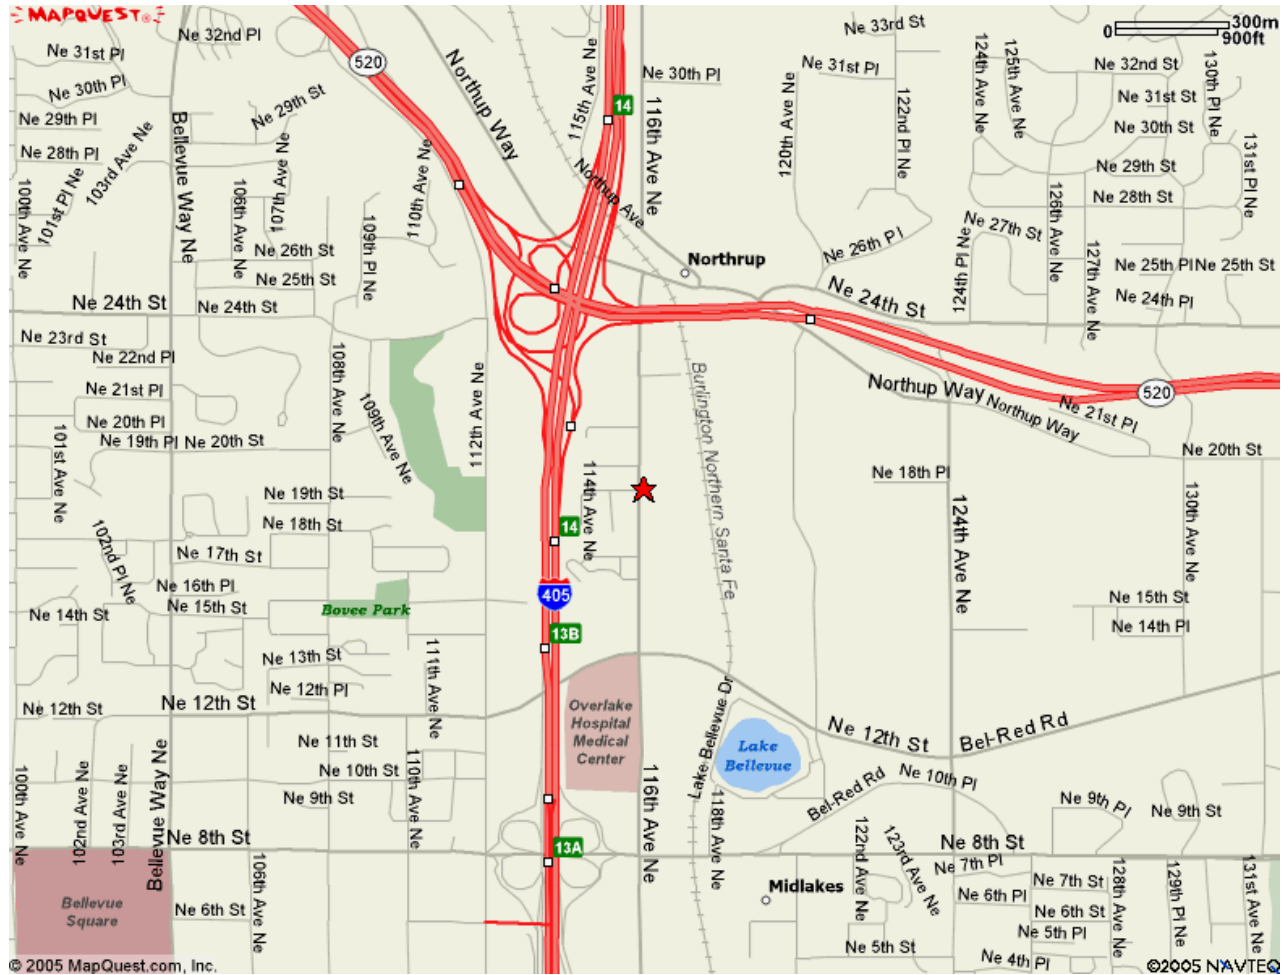 MAPQUEST®
300m
0
900ft
Ne 32nd Pl
Ne 31st Pl
Ne 30th Pl
Ne 29th St
Ne 29th Pl
Ne 28th Pl
103rd Ave Ne
101st Pl Ne
100th Ave Ne
Bellevue Way Ne
106th Ave Ne
107th Ave Ne
109th Pl Ne
110th Ave Ne
520
Northup Way
115th Ave Ne
14
Ne 30th Pl
116th Ave Ne
Northup Ave
Northrup
Ne 33rd St
Ne 31st Pl
120th Ave Ne
122nd Pl Ne
124th Ave Ne
125th Ave Ne
Ne 32nd St
130th Pl Ne
Ne 31st St
Ne 30th St
131st Pl Ne
Ne 29th St
Ne 28th St
126th Ave Ne
Ne 27th St
124th Pl Ne
127th Ave Ne
Ne 26th Pl
Ne 25th Pl
Ne 25th St
Ne 24th Pl
Ne 26th St
Ne 25th St
Ne 24th St
Ne 24th St
Ne 24th St
Ne 23rd St
Ne 22nd Pl
Ne 21st Pl
Ne 20th Pl
Ne 19th Pl
Ne 20th St
108th Ave Ne
109th Ave Ne
112th Ave Ne
Burlington Northern Santa Fe
Northup Way
Northup Way
Ne 21st Pl
520
Ne 20th St
101st Ave Ne
Ne 19th St
Ne 18th St
114th Ave Ne
Ne 18th Pl
124th Ave Ne
130th Ave Ne
102nd Pl Ne
Ne 17th St
14
Ne 16th Pl
Ne 15th St
Ne 14th St
Bovee Park
405
13B
Ne 15th St
Ne 14th Pl
111th Ave Ne
Ne 13th St
Ne 12th Pl
Ne 12th St
Ne 12th St
Overlake
Hospital
Medical
Center
Lake Bellevue Dr
Lake
Bellevue
Ne 12th St
Bel-Red Rd
Ne 11th St
Ne 10th St
Ne 9th St
110th Ave Ne
100th Ave Ne
102nd Ave Ne
103rd Ave Ne
Bellevue Way Ne
Ne 8th St
116th Ave Ne
118th Ave Ne
Bel-Red Rd
Ne 10th Pl
Ne 9th Pl
Ne 9th St
13A
Ne 8th St
122nd Ave Ne
123rd Ave Ne
Ne 7th Pl
Ne 7th St
Ne 6th Pl
Ne 6th St
Ne 5th Pl
128th Ave Ne
129th Pl Ne
131st Ave Ne
Bellevue
Square
Ne 6th St
106th Ave Ne
Midlakes
Ne 5th St
Ne 4th Pl
© 2005 MapQuest.com, Inc.
©2005 NAVTEQ